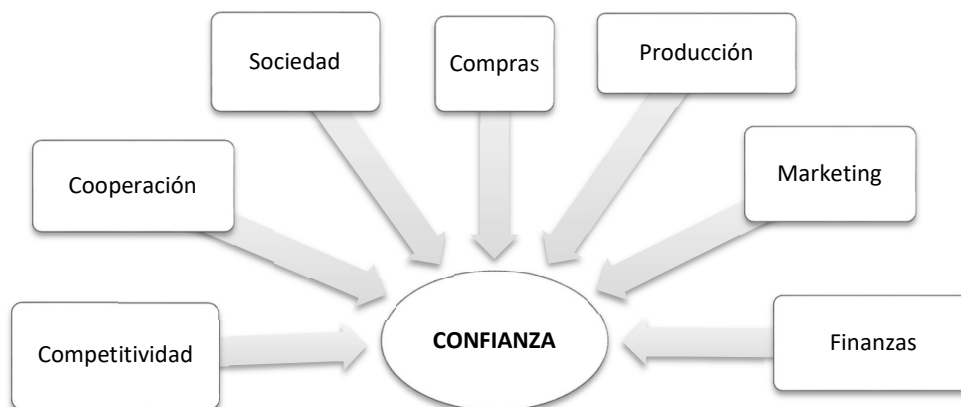 Sociedad
Compras
Producción
Cooperación
Marketing
Competitividad
CONFIANZA
Finanzas